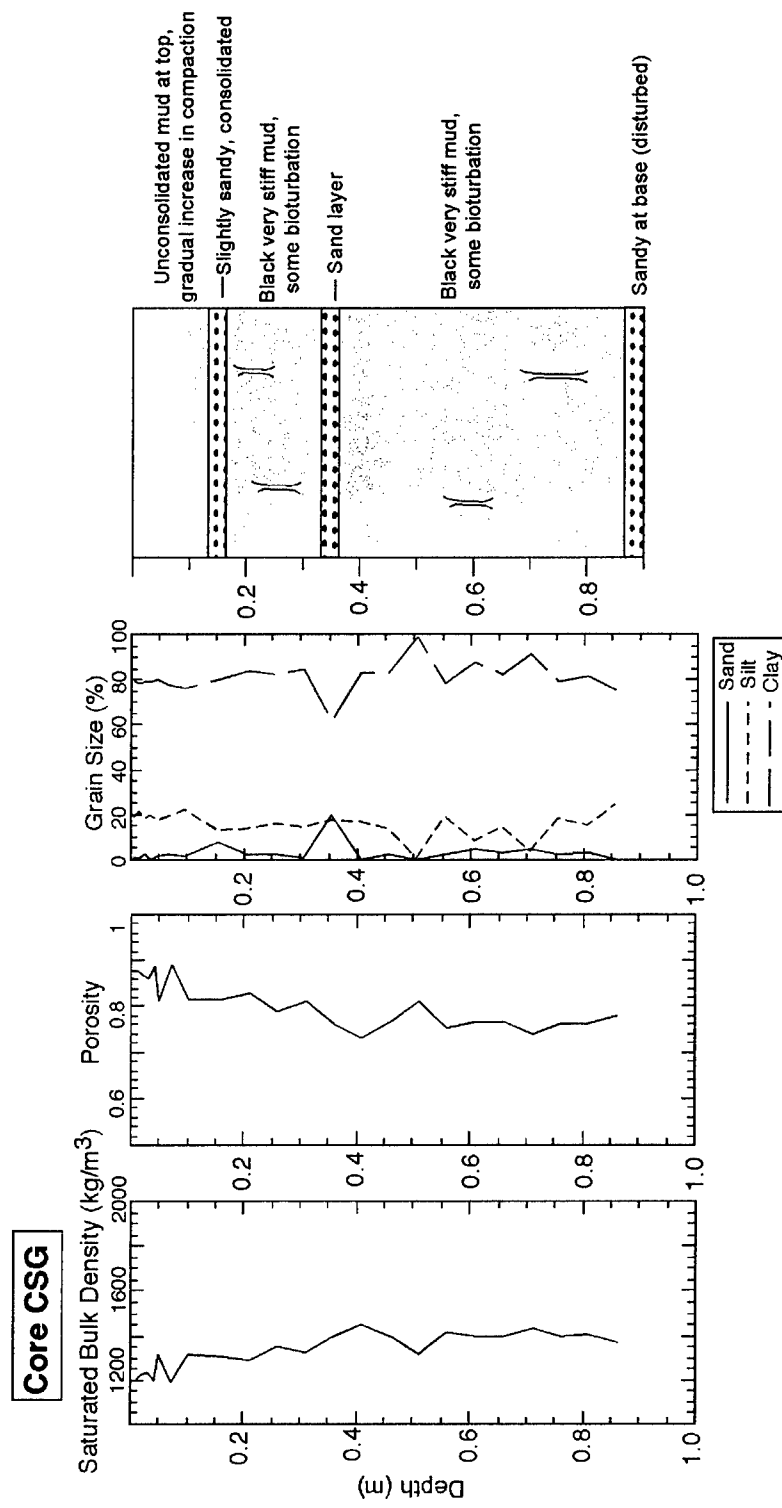 Core CSG
Saturated Bulk Density (kg/m³)
1200
1600
2000
Depth (m)
0.2
0.4
0.6
0.8
1.0
Porosity
0.6
0.8
1
0.2
0.4
0.6
0.8
1.0
Grain Size (%)
0
20
40
60
80
100
0.2
0.4
0.6
0.8
1.0
Sand
Silt
Clay
0.2
0.4
0.6
0.8
Unconsolidated mud at top,
gradual increase in compaction
Slightly sandy, consolidated
Black very stiff mud,
some bioturbation
Sand layer
Black very stiff mud,
some bioturbation
Sandy at base (disturbed)